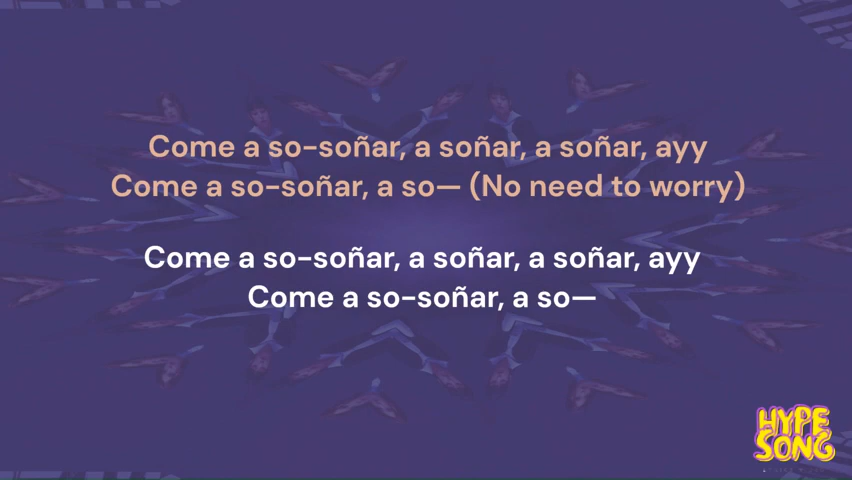 Come a so-soñar, a soñar, a soñar, ayy
Come a so-soñar, a so— (No need to worry)
Come a so-soñar, a soñar, a soñar, ayy
Come a so-soñar, a so—
HYPE
SONG